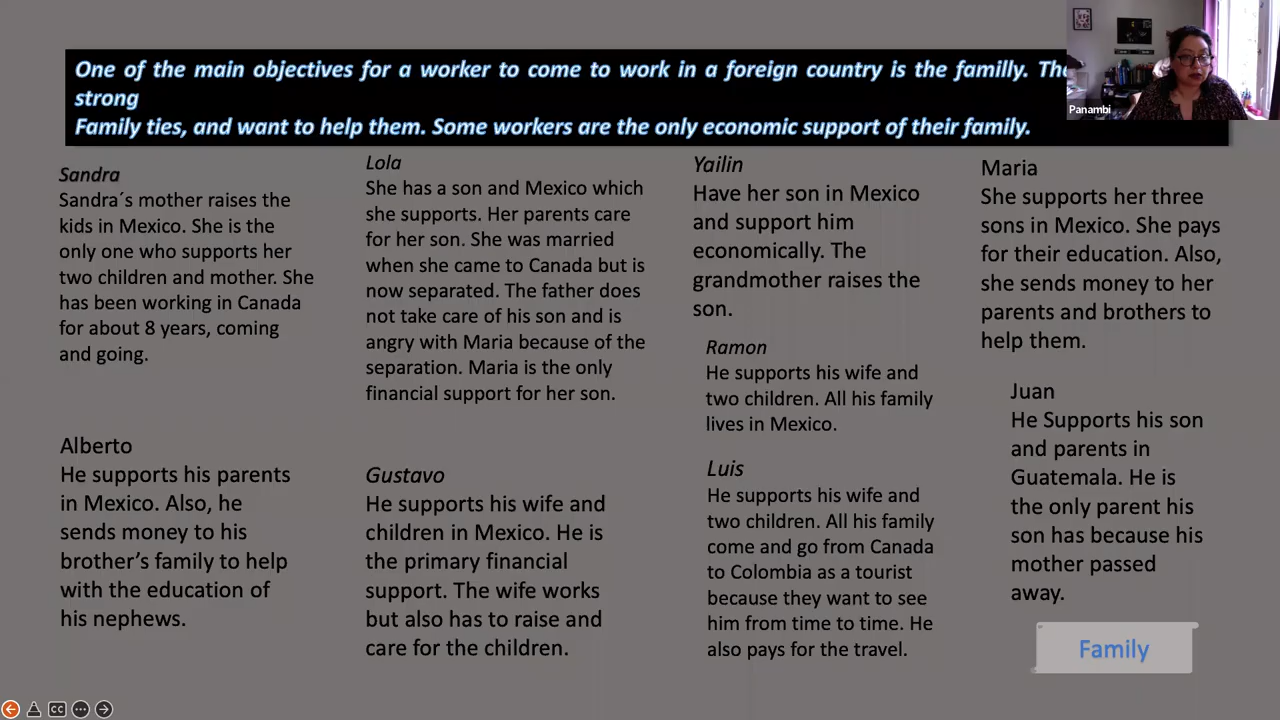 One of the main objectives for a worker to come to work in a foreign country is the familly.
strong
Family ties, and want to help them. Some workers are the only economic support of their family.
Panambi
Sandra
Sandra´s mother raises the
kids in Mexico. She is the
only one who supports her
two children and mother. She
has been working in Canada
for about 8 years, coming
and going.
Lola
She has a son and Mexico which
she supports. Her parents care
for her son. She was married
when she came to Canada but is
now separated. The father does
not take care of his son and is
angry with Maria because of the
separation. Maria is the only
financial support for her son.
Yailin
Have her son in Mexico
and support him
economically. The
grandmother raises the
son.
Maria
She supports her three
sons in Mexico. She pays
for their education. Also,
she sends money to her
parents and brothers to
help them.
Ramon
He supports his wife and
two children. All his family
lives in Mexico.
Juan
He Supports his son
and parents in
Guatemala. He is
the only parent his
son has because his
mother passed
away.
Alberto
He supports his parents
in Mexico. Also, he
sends money to his
brother’s family to help
with the education of
his nephews.
Gustavo
He supports his wife and
children in Mexico. He is
the primary financial
support. The wife works
but also has to raise and
care for the children.
Luis
He supports his wife and
two children. All his family
come and go from Canada
to Colombia as a tourist
because they want to see
him from time to time. He
also pays for the travel.
Family
CC